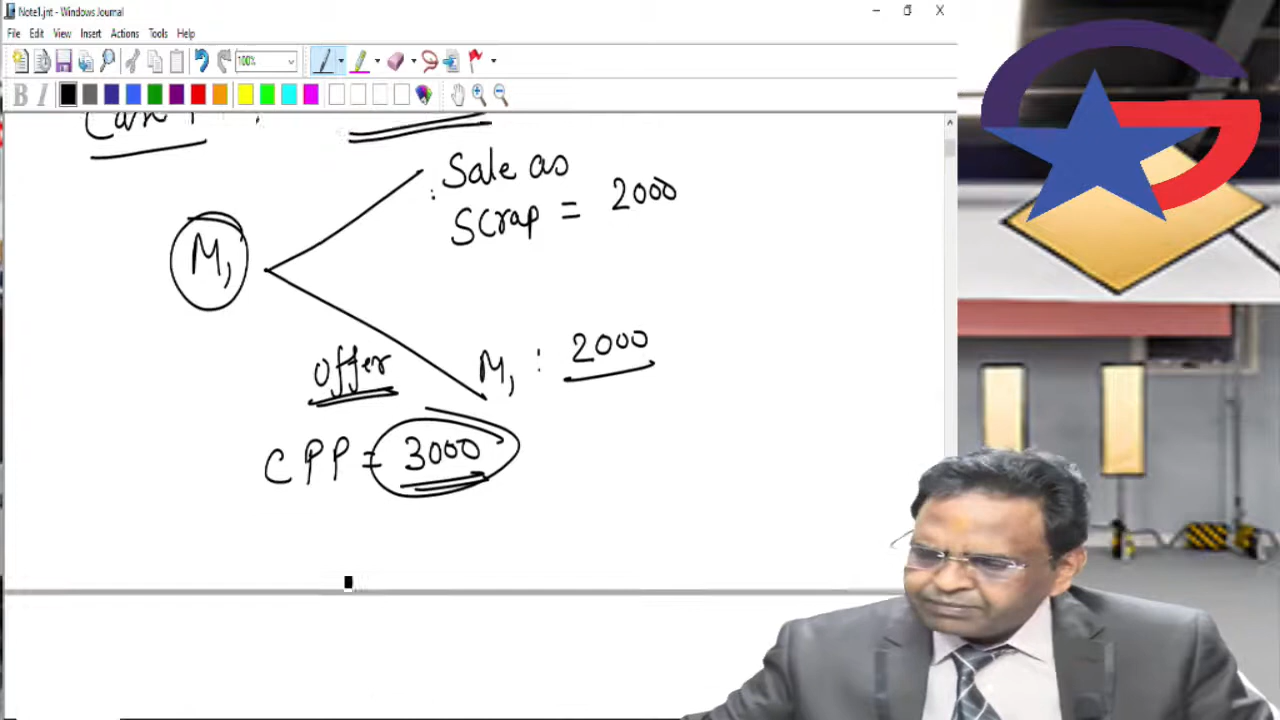 Note1.jnt - Windows Journal
File Edit View Insert Actions Tools Help
100%
B I
Sale as
Scrap = 2000
M1
offer
M1 : 2000
CPP = 3000